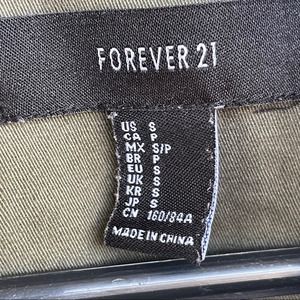 FOREVER 21
US S
CA P
MX S/P
BR P
EU S
UK S
KR S
JP S
CN 160/84A
MADE IN CHINA